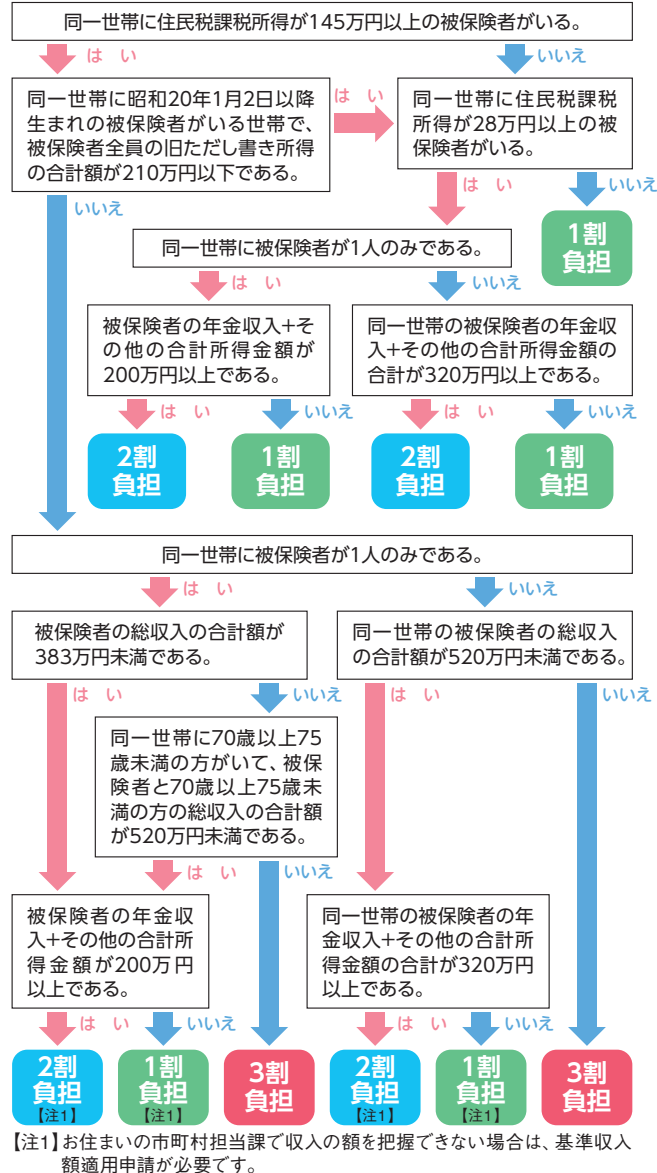 同一世帯に住民税課税所得が145万円以上の被保険者がいる。
は い
いいえ
同一世帯に昭和20年1月2日以降
生まれの被保険者がいる世帯で、
被保険者全員の旧ただし書き所得
の合計額が210万円以下である。
は い
同一世帯に住民税課税
所得が28万円以上の被
保険者がいる。
いいえ
は い
いいえ
1割
負担
同一世帯に被保険者が1人のみである。
は い
いいえ
被保険者の年金収入+そ
の他の合計所得金額が
200万円以上である。
同一世帯の被保険者の年金収
入+その他の合計所得金額の
合計が320万円以上である。
は い
いいえ
は い
いいえ
2割
負担
1割
負担
2割
負担
1割
負担
同一世帯に被保険者が1人のみである。
は い
いいえ
被保険者の総収入の合計額が
383万円未満である。
同一世帯の被保険者の総収入
の合計額が520万円未満である。
は い
いいえ
は い
いいえ
同一世帯に70歳以上75
歳未満の方がいて、被保
険者と70歳以上75歳未
満の方の総収入の合計額
が520万円未満である。
は い
いいえ
被保険者の年金収
入+その他の合計所
得金額が200万円
以上である。
同一世帯の被保険者の年
金収入+その他の合計所
得金額の合計が320万円
以上である。
は い
いいえ
は い
いいえ
2割
負担
【注1】
1割
負担
【注1】
3割
負担
2割
負担
【注1】
1割
負担
【注1】
3割
負担
【注1】お住まいの市町村担当課で収入の額を把握できない場合は、基準収入
額適用申請が必要です。